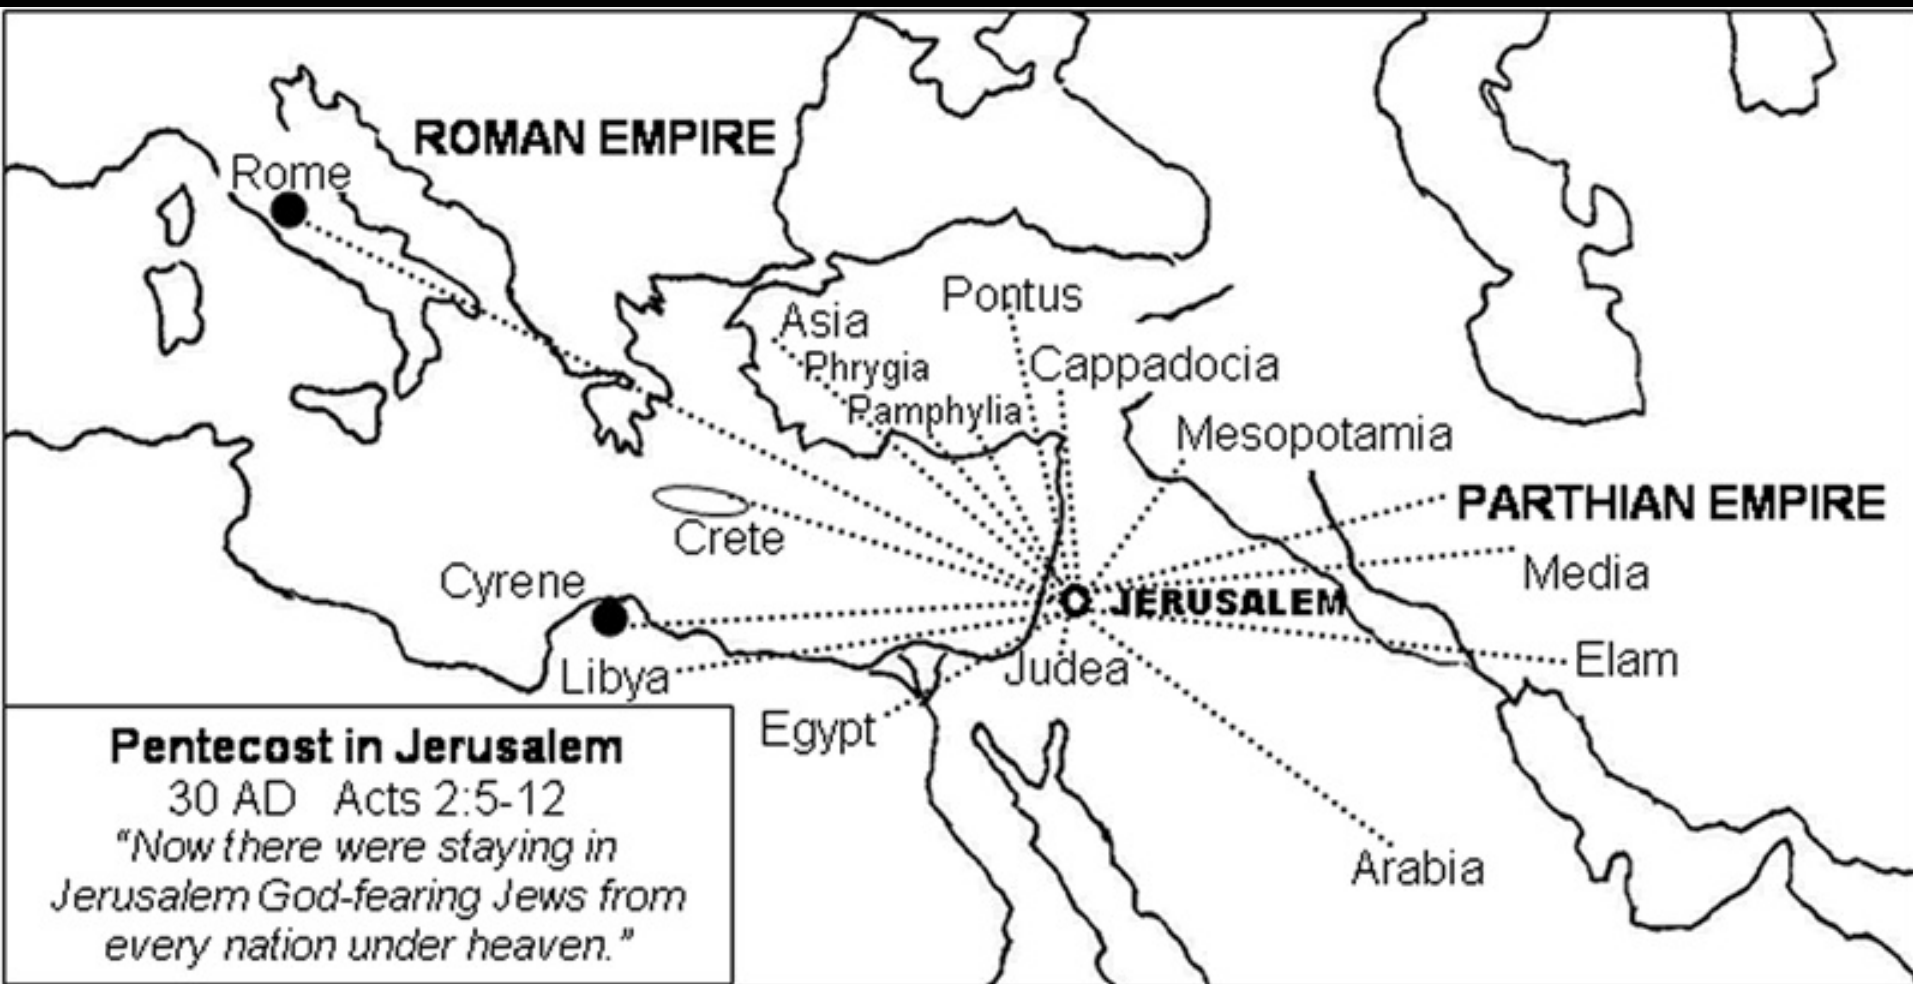 ROMAN EMPIRE
Rome
Pontus
Asia
Cappadocia
Phrygia
Pamphylia
Mesopotamia
PARTHIAN EMPIRE
Crete
Media
Cyrene
JERUSALEM
Elam
Judea
Libya
Egypt
Arabia
Pentecost in Jerusalem
30 AD Acts 2:5-12
“Now there were staying in
Jerusalem God-fearing Jews from
every nation under heaven.”